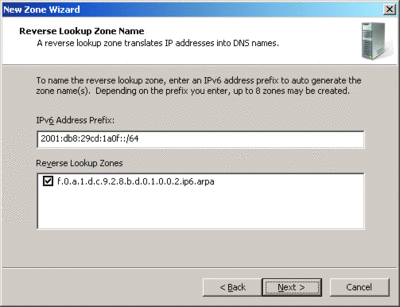 New Zone Wizard
Reverse Lookup Zone Name
A reverse lookup zone translates IP addresses into DNS names.
To name the reverse lookup zone, enter an IPv6 address prefix to auto generate the
zone name(s). Depending on the prefix you enter, up to 8 zones may be created.
IPv6 Address Prefix:
2001:db8:29cd:1a0f::/64
Reverse Lookup Zones
f.0.a.1.d.c.9.2.8.b.d.0.1.0.0.2.ip6.arpa
< Back
Next >
Cancel